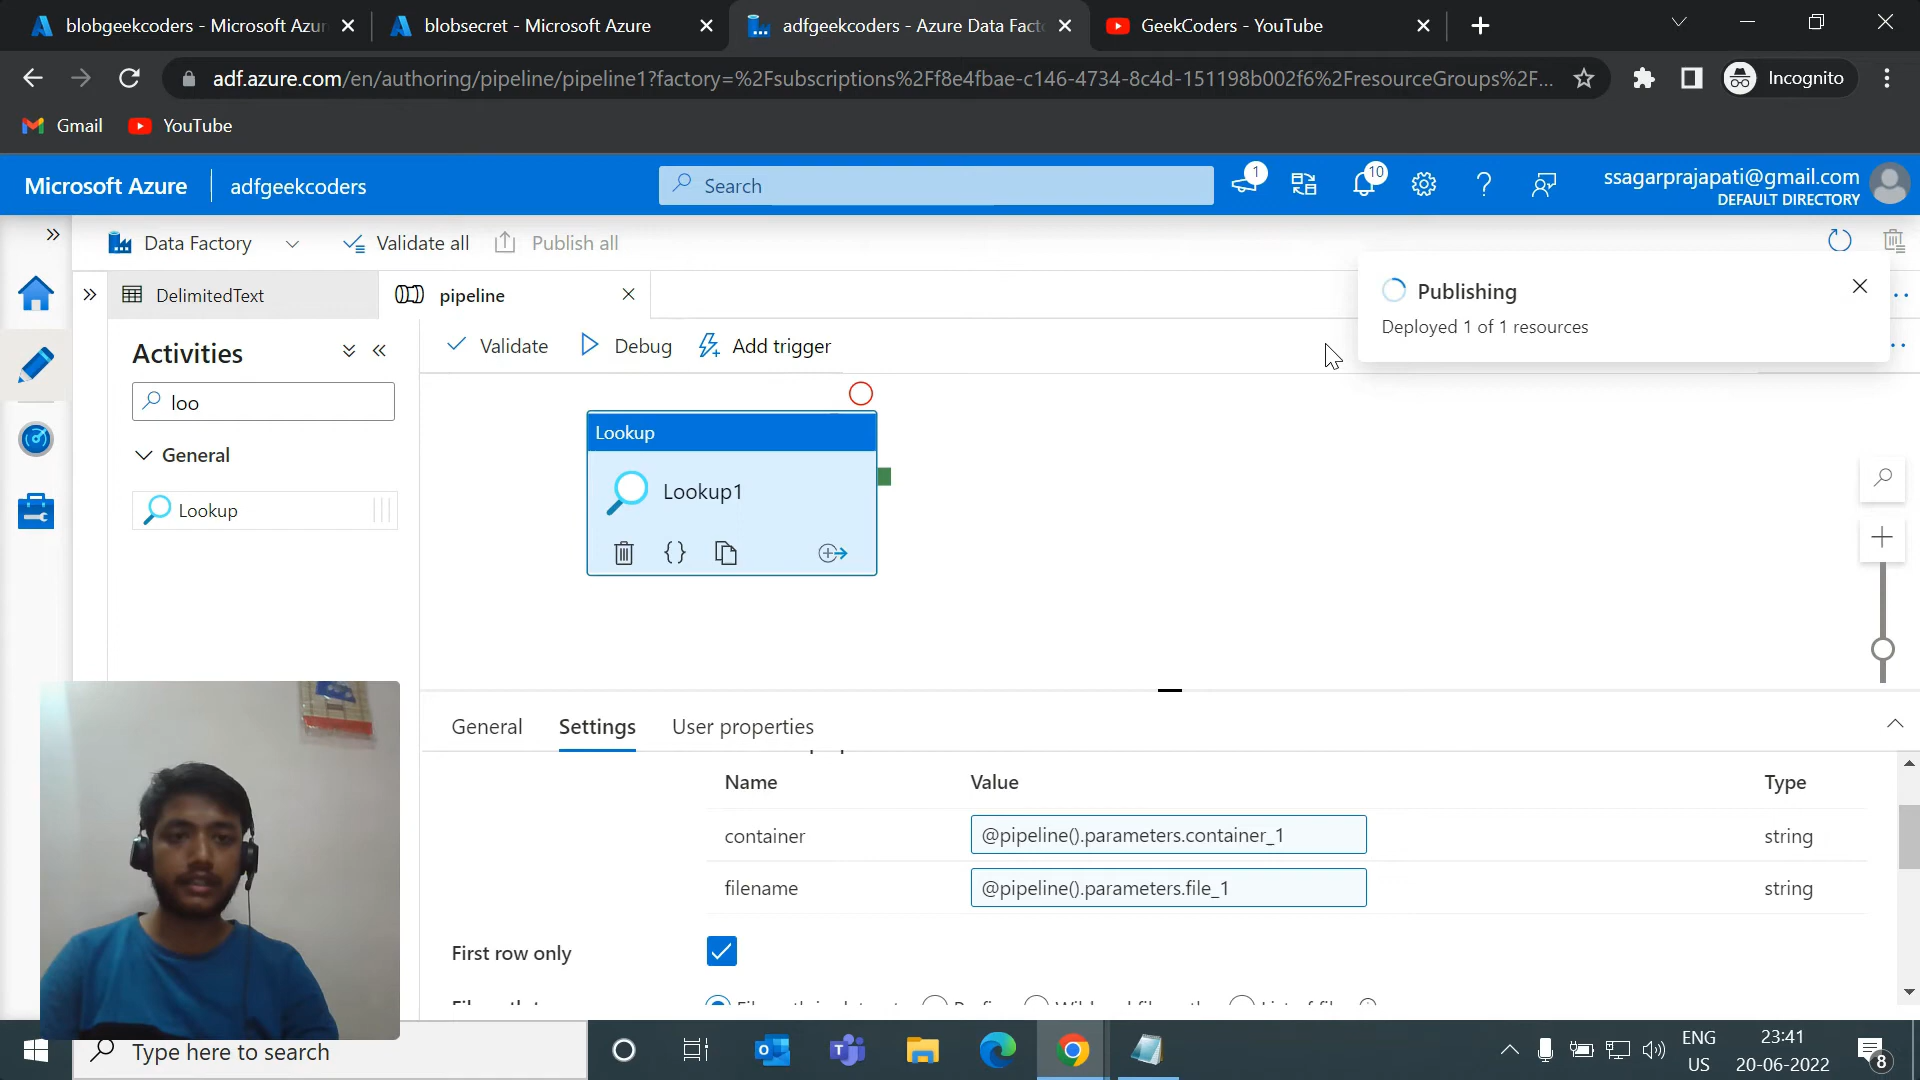 blobgeekcoders - Microsoft Azur
blobsecret - Microsoft Azure
adfgeekcoders - Azure Data Fact
GeekCoders - YouTube
adf.azure.com/en/authoring/pipeline/pipeline1?factory=%2Fsubscriptions%2Ff8e4fbae-c146-4734-8c4d-151198b002f6%2FresourceGroups%2F...
Incognito
Gmail
YouTube
Microsoft Azure
adfgeekcoders
Search
1
10
ssagarprajapati@gmail.com
DEFAULT DIRECTORY
Data Factory
Validate all
Publish all
DelimitedText
pipeline
Publishing
Deployed 1 of 1 resources
Activities
Validate
Debug
Add trigger
loo
General
Lookup
Lookup
Lookup1
General
Settings
User properties
Name
Value
Type
container
@pipeline().parameters.container_1
string
filename
@pipeline().parameters.file_1
string
First row only
Type here to search
ENG
US
23:41
20-06-2022
8